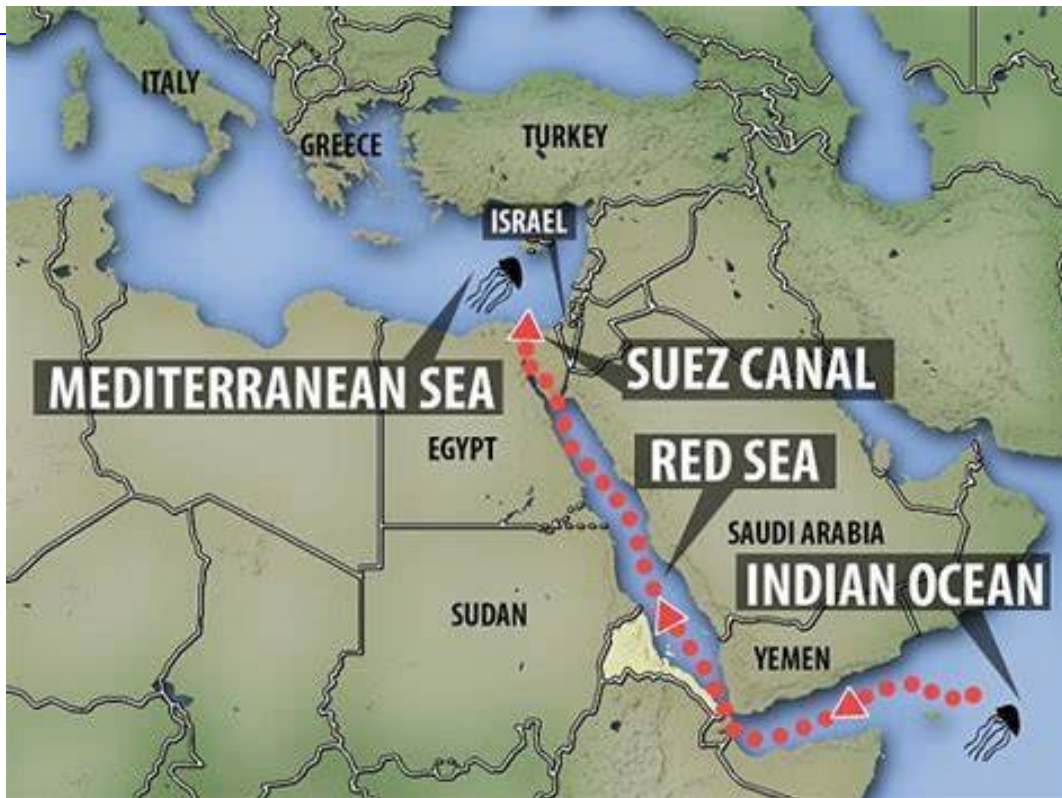 ITALY
GREECE
TURKEY
ISRAEL
MEDITERRANEAN SEA
SUEZ CANAL
EGYPT
RED SEA
SAUDI ARABIA
INDIAN OCEAN
SUDAN
YEMEN